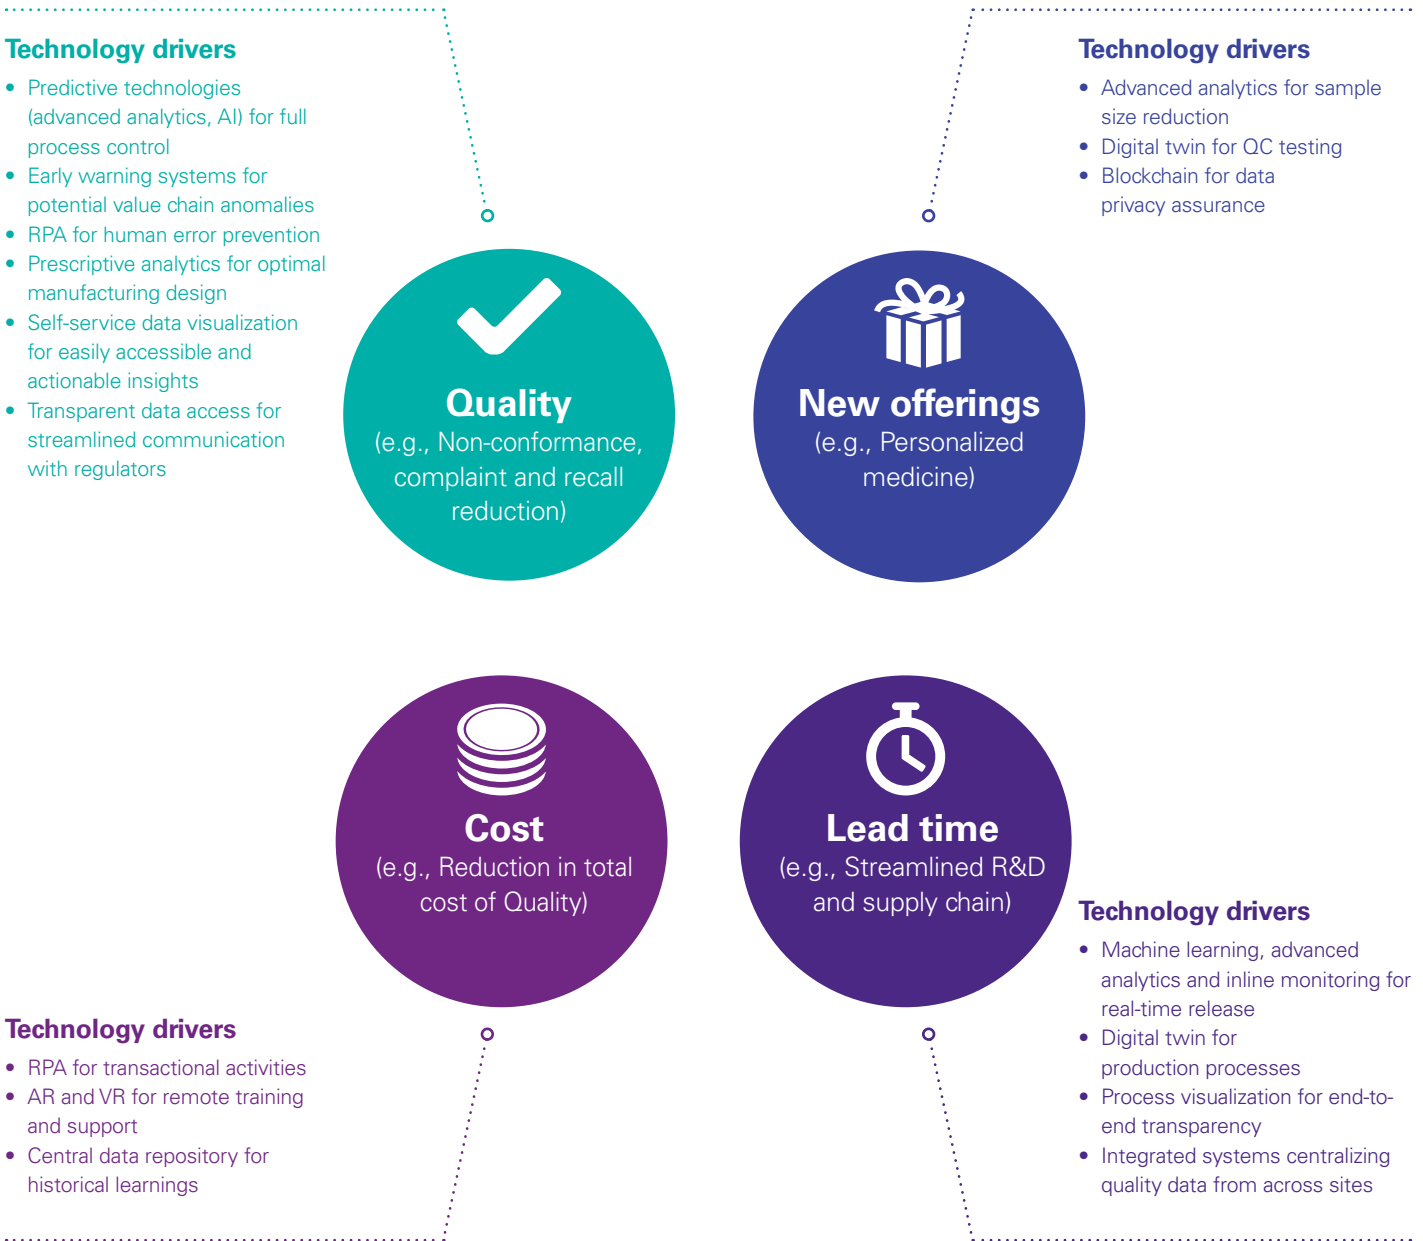 Technology drivers
• Predictive technologies
(advanced analytics, AI) for full
process control
• Early warning systems for
potential value chain anomalies
• RPA for human error prevention
• Prescriptive analytics for optimal
manufacturing design
• Self-service data visualization
for easily accessible and
actionable insights
• Transparent data access for
streamlined communication
with regulators
Quality
(e.g., Non-conformance,
complaint and recall
reduction)
Technology drivers
• Advanced analytics for sample
size reduction
• Digital twin for QC testing
• Blockchain for data
privacy assurance
New offerings
(e.g., Personalized
medicine)
Cost
(e.g., Reduction in total
cost of Quality)
Technology drivers
• RPA for transactional activities
• AR and VR for remote training
and support
• Central data repository for
historical learnings
Lead time
(e.g., Streamlined R&D
and supply chain)
Technology drivers
• Machine learning, advanced
analytics and inline monitoring for
real-time release
• Digital twin for
production processes
• Process visualization for end-to-
end transparency
• Integrated systems centralizing
quality data from across sites